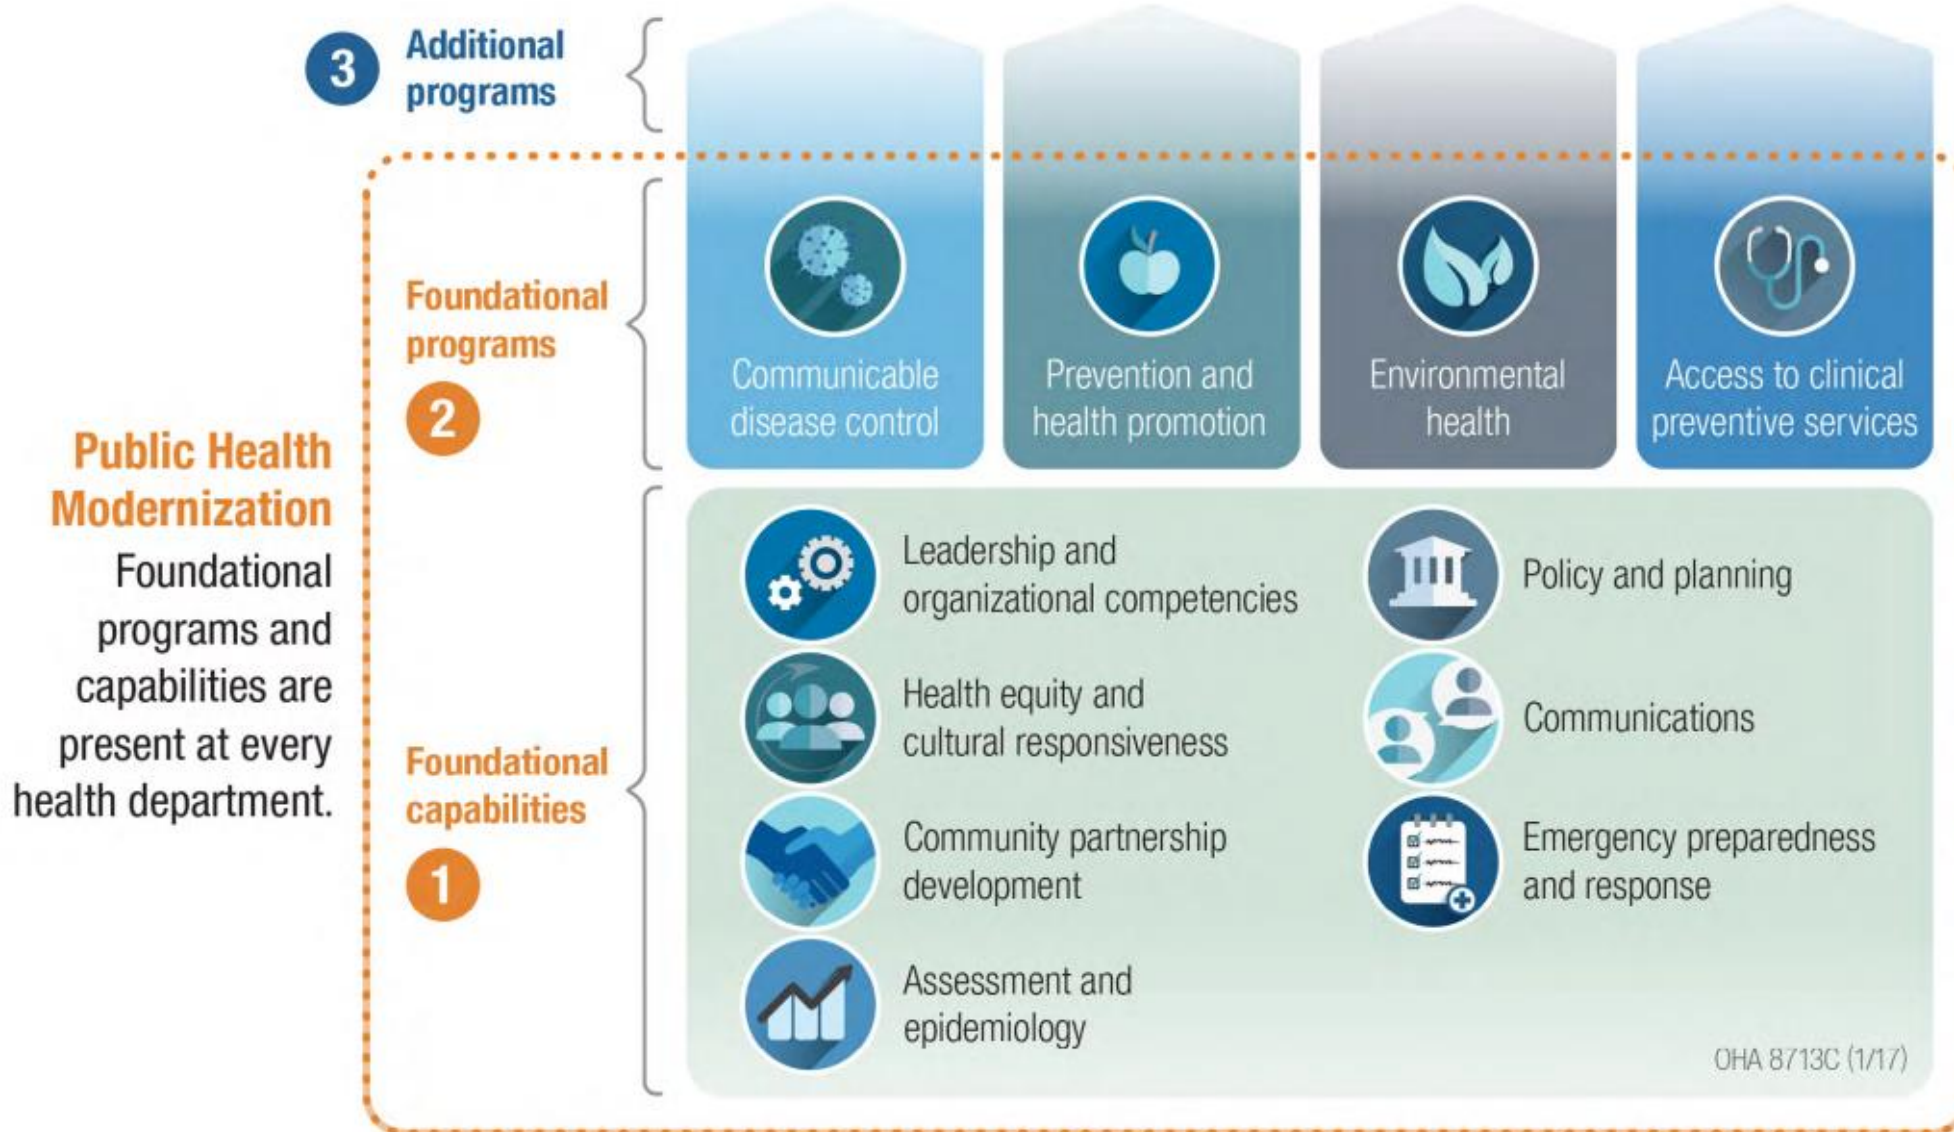 3
Additional
programs
Foundational
programs
2
Communicable
disease control
Prevention and
health promotion
Environmental
health
Access to clinical
preventive services
Public Health
Modernization
Foundational
programs and
capabilities are
present at every
health department.
Foundational
capabilities
1
Leadership and
organizational competencies
Health equity and
cultural responsiveness
Community partnership
development
Assessment and
epidemiology
Policy and planning
Communications
Emergency preparedness
and response
OHA 8713C (1/17)